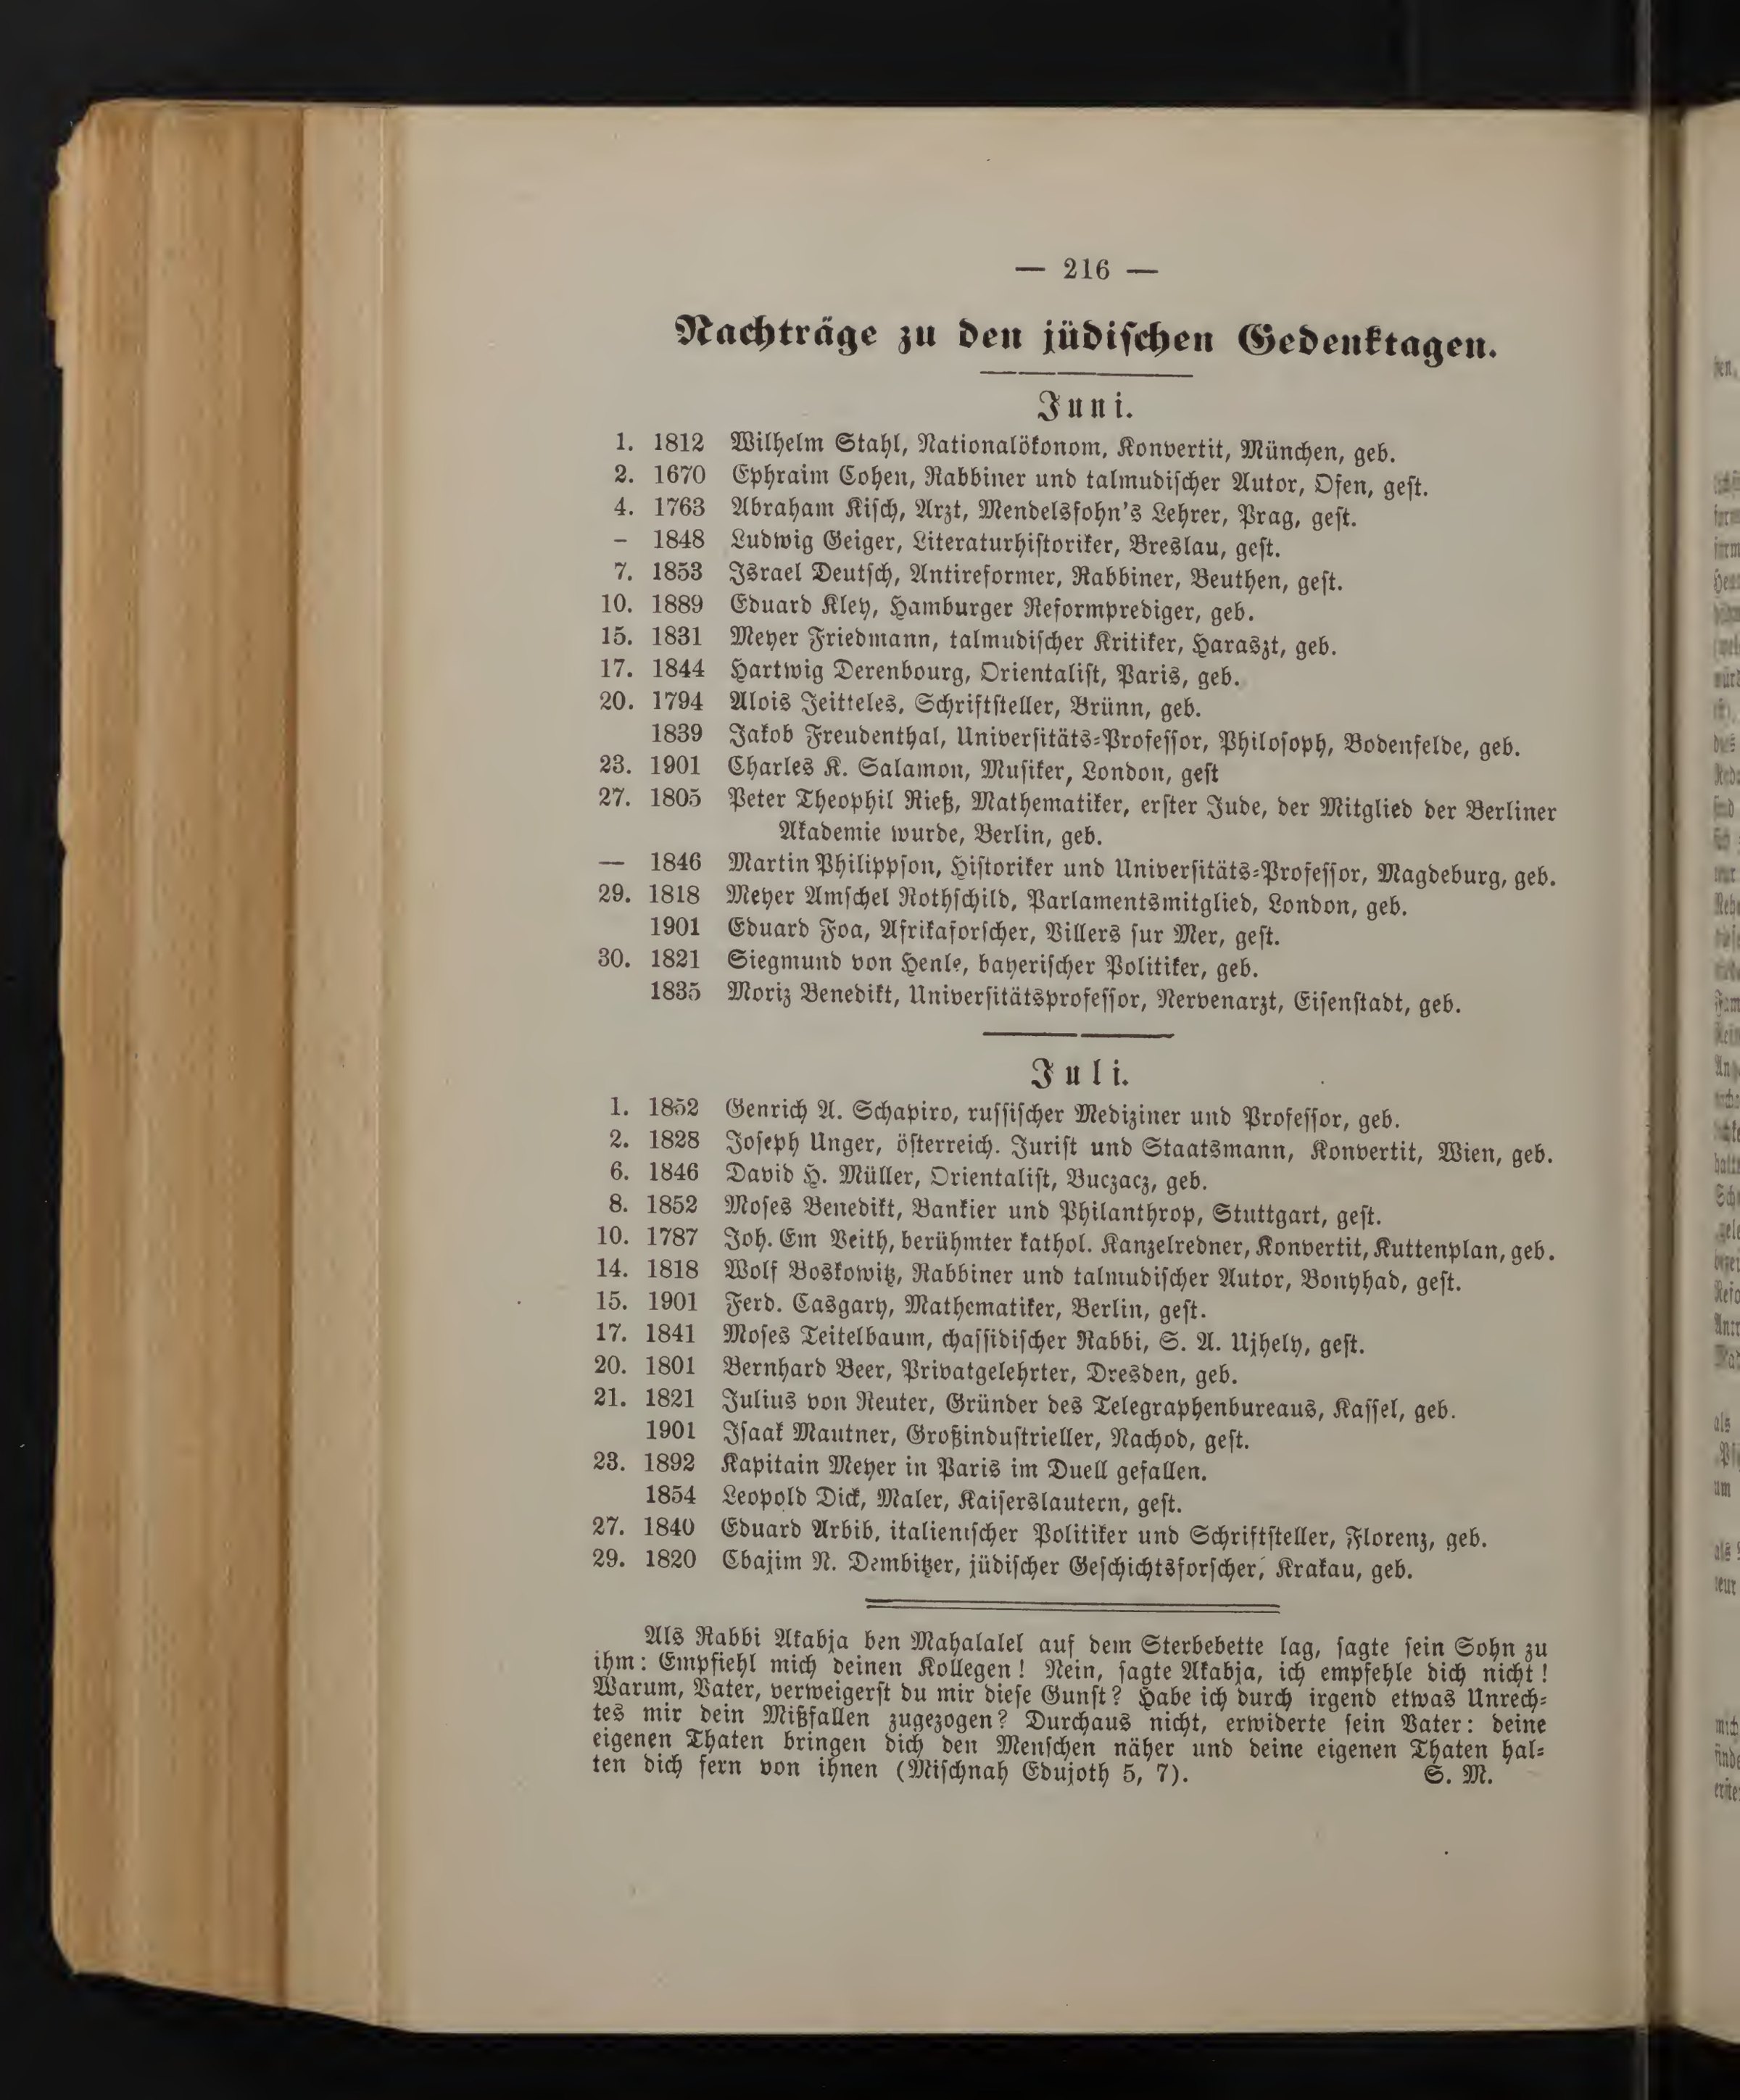 — 216 —
Nachträge zu den jüdischen Gedenktagen.
Juni.
1. 1812 Wilhelm Stahl, Nationalökonom, Konvertit, München, geb.
2. 1670 Ephraim Cohen, Rabbiner und talmudischer Autor, Ofen, gest.
4. 1763 Abraham Kisch, Arzt, Mendelssohn's Lehrer, Prag, gest.
– 1848 Ludwig Geiger, Literaturhistoriker, Breslau, gest.
7. 1853 Israel Deutsch, Antireformer, Rabbiner, Beuthen, gest.
10. 1889 Eduard Kley, Hamburger Reformprediger, geb.
15. 1831 Meyer Friedmann, talmudischer Kritiker, Haraszt, geb.
17. 1844 Hartwig Derenbourg, Orientalist, Paris, geb.
20. 1794 Alois Jeitteles, Schriftsteller, Brünn, geb.
1839 Jakob Freudenthal, Universitäts-Professor, Philosoph, Bodenfelde, geb.
23. 1901 Charles K. Salamon, Musiker, London, gest
27. 1805 Peter Theophil Rieß, Mathematiker, erster Jude, der Mitglied der Berliner
Akademie wurde, Berlin, geb.
— 1846 Martin Philippson, Historiker und Universitäts-Professor, Magdeburg, geb.
29. 1818 Meyer Amschel Rothschild, Parlamentsmitglied, London, geb.
1901 Eduard Foa, Afrikaforscher, Villers sur Mer, gest.
30. 1821 Siegmund von Henle, bayerischer Politiker, geb.
1835 Moriz Benedikt, Universitätsprofessor, Nervenarzt, Eisenstadt, geb.
Juli.
1. 1852 Genrich A. Schapiro, russischer Mediziner und Professor, geb.
2. 1828 Joseph Unger, österreich. Jurist und Staatsmann, Konvertit, Wien, geb.
6. 1846 David H. Müller, Orientalist, Buczacz, geb.
8. 1852 Moses Benedikt, Bankier und Philanthrop, Stuttgart, gest.
10. 1787 Joh. Em Veith, berühmter kathol. Kanzelredner, Konvertit, Kuttenplan, geb.
14. 1818 Wolf Boskowitz, Rabbiner und talmudischer Autor, Bonyhad, gest.
15. 1901 Ferd. Casgary, Mathematiker, Berlin, gest.
17. 1841 Moses Teitelbaum, chassidischer Rabbi, S. A. Ujhely, gest.
20. 1801 Bernhard Beer, Privatgelehrter, Dresden, geb.
21. 1821 Julius von Reuter, Gründer des Telegraphenbureaus, Kassel, geb.
1901 Isaak Mautner, Großindustrieller, Nachod, gest.
23. 1892 Kapitain Meyer in Paris im Duell gefallen.
1854 Leopold Dick, Maler, Kaiserslautern, gest.
27. 1840 Eduard Arbib, italienischer Politiker und Schriftsteller, Florenz, geb.
29. 1820 Chajim N. Dembitzer, jüdischer Geschichtsforscher, Krakau, geb.
Als Rabbi Akabja ben Mahalalel auf dem Sterbebette lag, sagte sein Sohn zu
ihm: Empfiehl mich deinen Kollegen! Nein, sagte Akabja, ich empfehle dich nicht!
Warum, Vater, verweigerst du mir diese Gunst? Habe ich durch irgend etwas Unrech-
tes mir dein Mißfallen zugezogen? Durchaus nicht, erwiderte sein Vater: deine
eigenen Thaten bringen dich den Menschen näher und deine eigenen Thaten hal-
ten dich fern von ihnen (Mischnah Edujoth 5, 7). S. M.